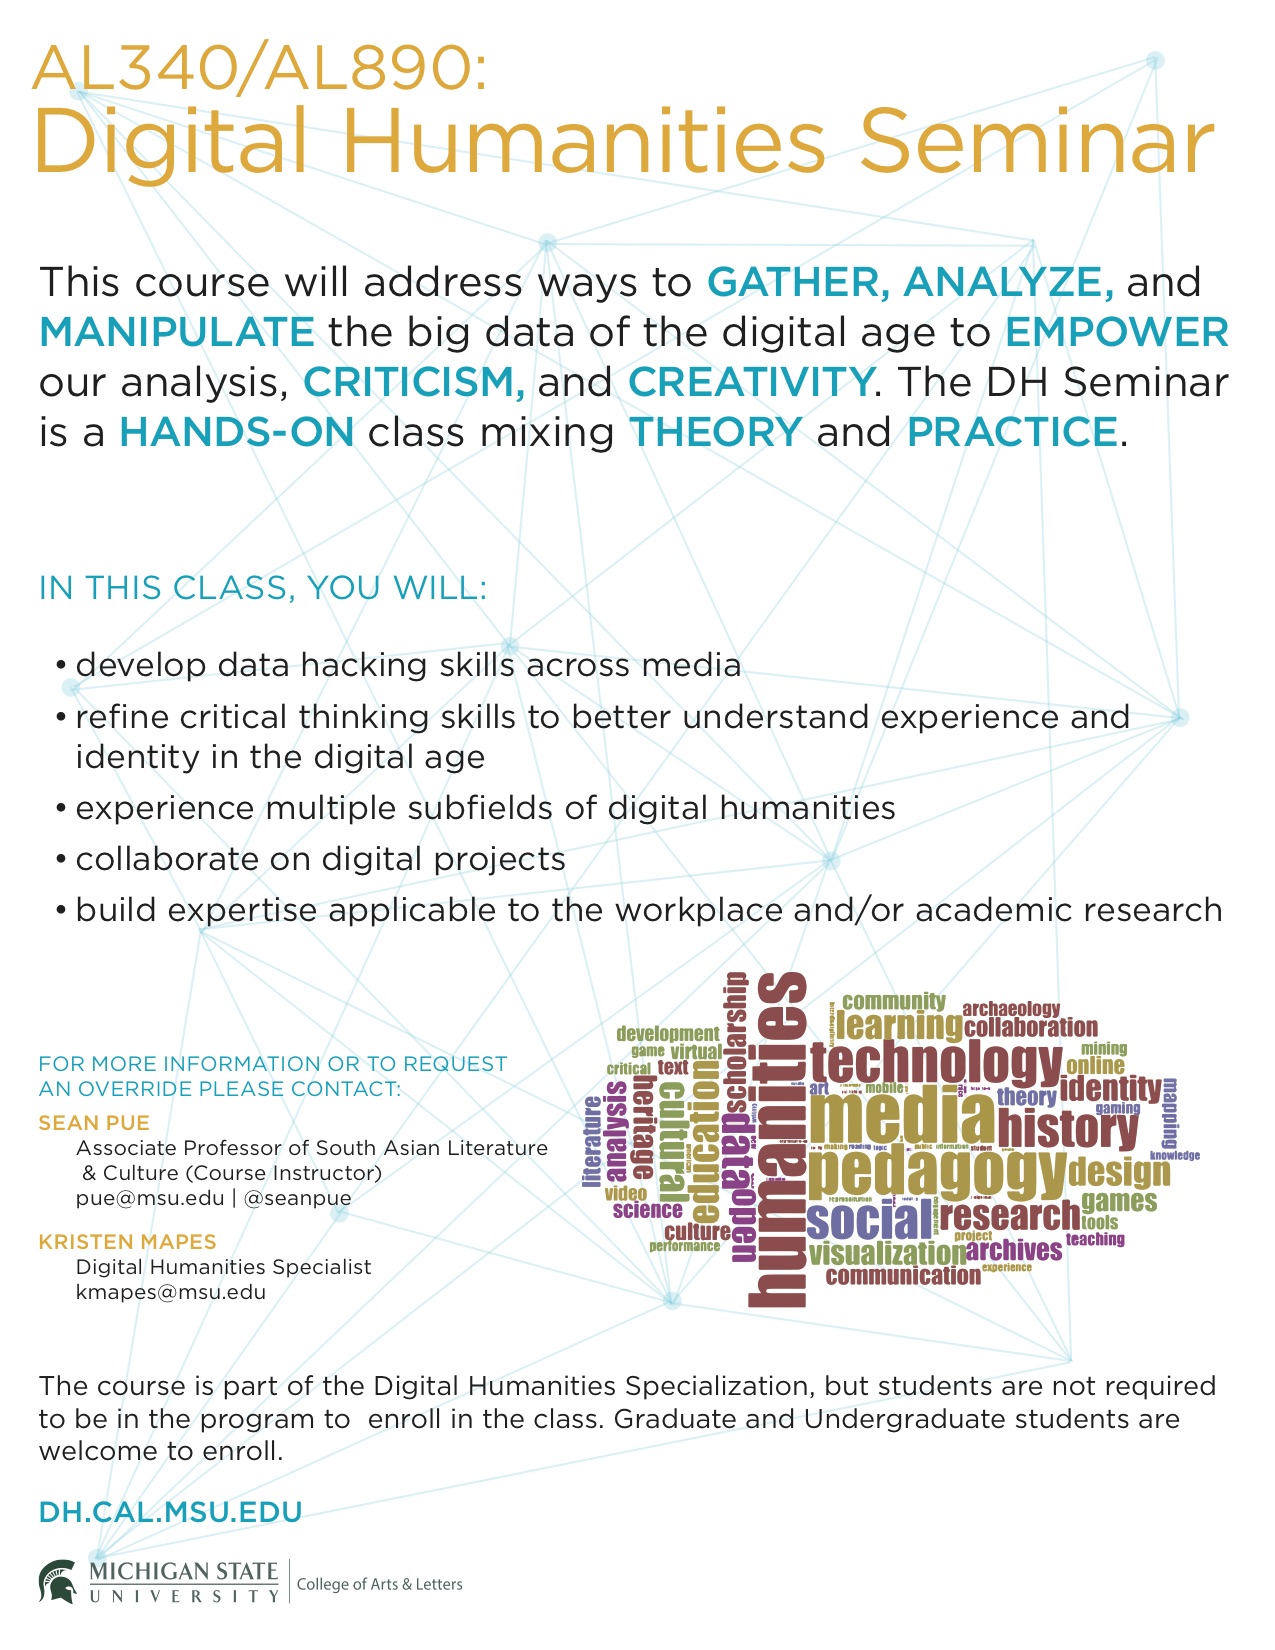 AL340/AL890:
Digital Humanities Seminar
This course will address ways to GATHER, ANALYZE, and
MANIPULATE the big data of the digital age to EMPOWER
our analysis, CRITICISM, and CREATIVITY. The DH Seminar
is a HANDS-ON class mixing THEORY and PRACTICE.
IN THIS CLASS, YOU WILL:
• develop data hacking skills across media
• refine critical thinking skills to better understand experience and
identity in the digital age
• experience multiple subfields of digital humanities
• collaborate on digital projects
• build expertise applicable to the workplace and/or academic research
FOR MORE INFORMATION OR TO REQUEST
AN OVERRIDE PLEASE CONTACT:
SEAN PUE
Associate Professor of South Asian Literature
& Culture (Course Instructor)
pue@msu.edu | @seanpue
KRISTEN MAPES
Digital Humanities Specialist
kmapes@msu.edu
development
game virtual
critical text
literature
analysis
heritage
cultural
education
scholarship
data
open
humanities
video
science
culture
performance
community
archaeology
learning
collaboration
technology
mining
online
art
mobile
identity
theory
media
gaming
history
mapping
knowledge
pedagogy
design
games
social
research
tools
project
teaching
visualization
archives
experience
communication
The course is part of the Digital Humanities Specialization, but students are not required
to be in the program to  enroll in the class. Graduate and Undergraduate students are
welcome to enroll.
DH.CAL.MSU.EDU
MICHIGAN STATE
UNIVERSITY
College of Arts & Letters